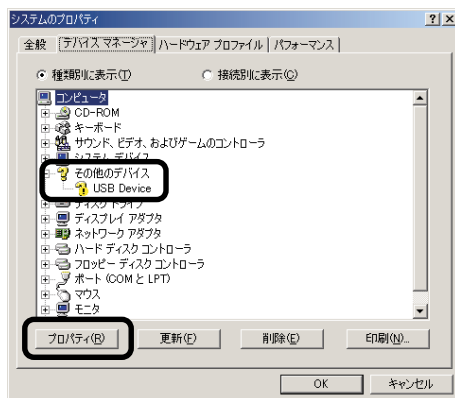 システムのプロパティ
全般 デバイス マネージャ ハードウェア プロファイル パフォーマンス
種類別に表示(T) 接続別に表示(C)
コンピュータ
CD-ROM
キーボード
サウンド、ビデオ、およびゲームのコントローラ
システム デバイス
その他のデバイス
USB Device
ディスク ドライブ
ディスプレイ アダプタ
ネットワーク アダプタ
ハード ディスク コントローラ
フロッピー ディスク コントローラ
ポート (COM と LPT)
マウス
モニタ
プロパティ(R) 更新(F) 削除(E) 印刷(N)...
OK キャンセル